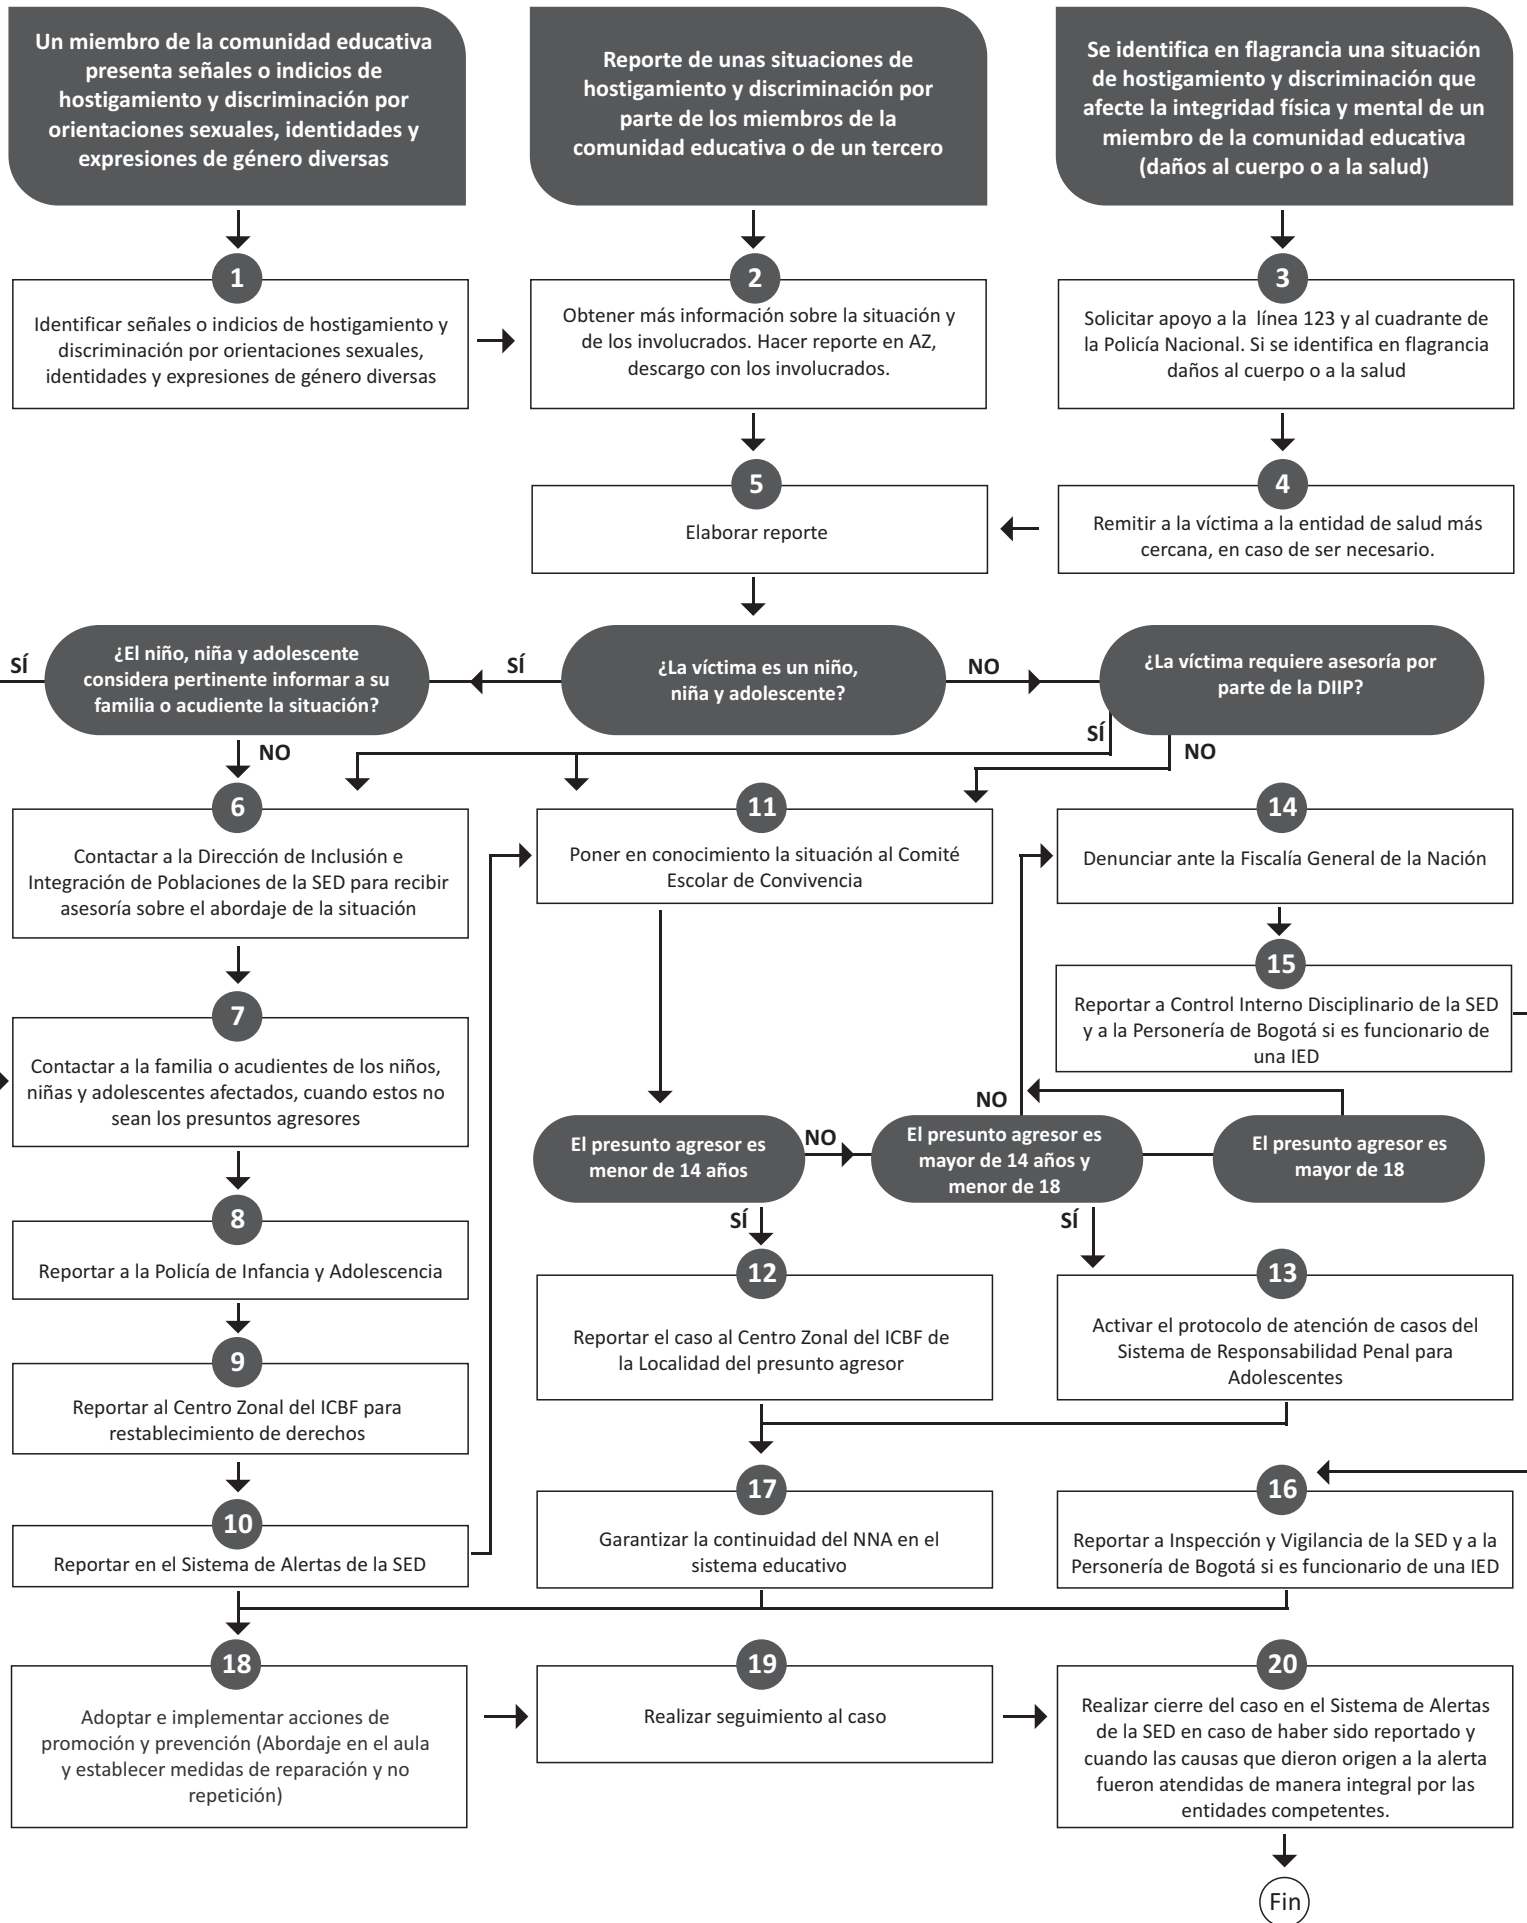 Un miembro de la comunidad educativa
presenta señales o indicios de
hostigamiento y discriminación por
orientaciones sexuales, identidades y
expresiones de género diversas
Reporte de unas situaciones de
hostigamiento y discriminación por
parte de los miembros de la
comunidad educativa o de un tercero
Se identifica en flagrancia una situación
de hostigamiento y discriminación que
afecte la integridad física y mental de un
miembro de la comunidad educativa
(daños al cuerpo o a la salud)
1
Identificar señales o indicios de hostigamiento y
discriminación por orientaciones sexuales,
identidades y expresiones de género diversas
2
Obtener más información sobre la situación y
de los involucrados. Hacer reporte en AZ,
descargo con los involucrados.
3
Solicitar apoyo a la línea 123 y al cuadrante de
la Policía Nacional. Si se identifica en flagrancia
daños al cuerpo o a la salud
5
Elaborar reporte
4
Remitir a la víctima a la entidad de salud más
cercana, en caso de ser necesario.
SÍ
¿El niño, niña y adolescente
considera pertinente informar a su
familia o acudiente la situación?
SÍ
¿La víctima es un niño,
niña y adolescente?
NO
¿La víctima requiere asesoría por
parte de la DIIP?
NO
SÍ
NO
6
Contactar a la Dirección de Inclusión e
Integración de Poblaciones de la SED para recibir
asesoría sobre el abordaje de la situación
11
Poner en conocimiento la situación al Comité
Escolar de Convivencia
14
Denunciar ante la Fiscalía General de la Nación
15
Reportar a Control Interno Disciplinario de la SED
y a la Personería de Bogotá si es funcionario de
una IED
7
Contactar a la familia o acudientes de los niños,
niñas y adolescentes afectados, cuando estos no
sean los presuntos agresores
El presunto agresor es
menor de 14 años
NO
NO
El presunto agresor es
mayor de 14 años y
menor de 18
El presunto agresor es
mayor de 18
SÍ
SÍ
8
Reportar a la Policía de Infancia y Adolescencia
12
Reportar el caso al Centro Zonal del ICBF de
la Localidad del presunto agresor
13
Activar el protocolo de atención de casos del
Sistema de Responsabilidad Penal para
Adolescentes
9
Reportar al Centro Zonal del ICBF para
restablecimiento de derechos
10
Reportar en el Sistema de Alertas de la SED
17
Garantizar la continuidad del NNA en el
sistema educativo
16
Reportar a Inspección y Vigilancia de la SED y a la
Personería de Bogotá si es funcionario de una IED
18
Adoptar e implementar acciones de
promoción y prevención (Abordaje en el aula
y establecer medidas de reparación y no
repetición)
19
Realizar seguimiento al caso
20
Realizar cierre del caso en el Sistema de Alertas
de la SED en caso de haber sido reportado y
cuando las causas que dieron origen a la alerta
fueron atendidas de manera integral por las
entidades competentes.
Fin